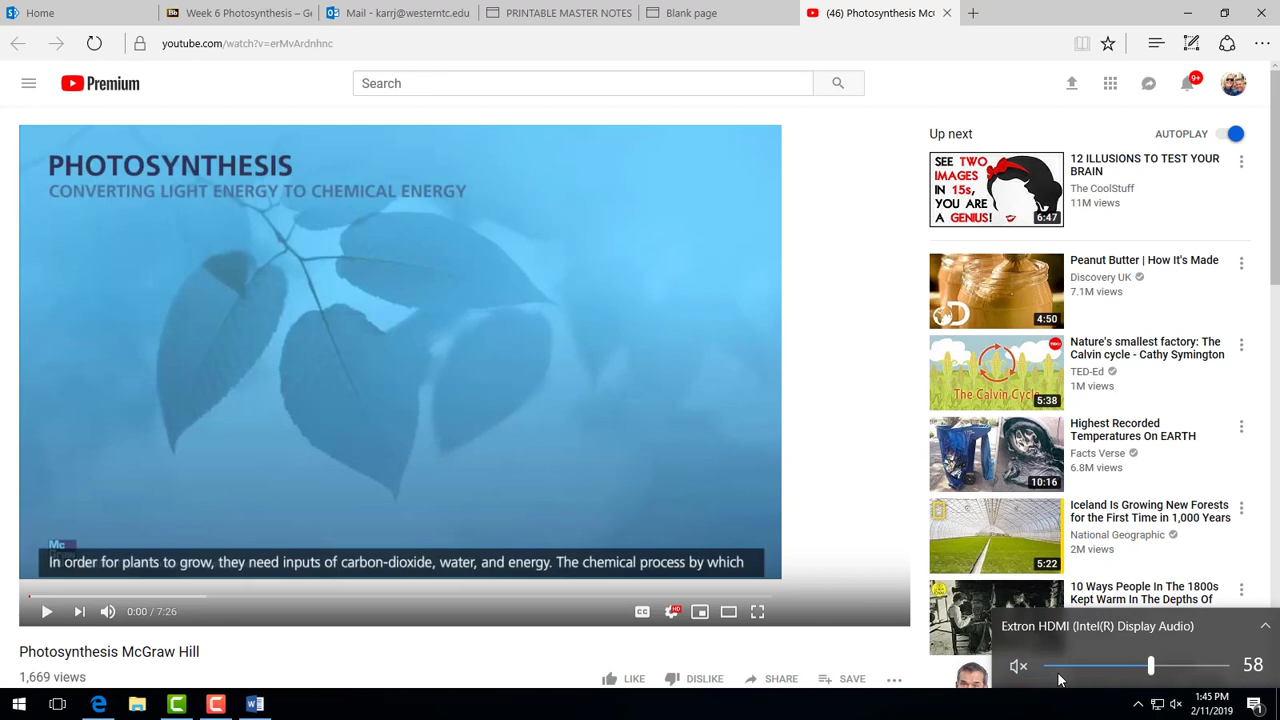 Home
Week 6 Photosynthesis – Ge
Mail - karrj@westerntc.edu
PRINTABLE MASTER NOTES
Blank page
(46) Photosynthesis McG
youtube.com/watch?v=erMvArdnhnc
Premium
Search
9+
PHOTOSYNTHESIS
CONVERTING LIGHT ENERGY TO CHEMICAL ENERGY
Mc
In order for plants to grow, they need inputs of carbon-dioxide, water, and energy. The chemical process by which
0:00 / 7:26
CC
HD
Photosynthesis McGraw Hill
1,669 views
LIKE
DISLIKE
SHARE
SAVE
Up next
AUTOPLAY
SEE TWO
IMAGES
IN 15s,
YOU ARE
A GENIUS!
6:47
12 ILLUSIONS TO TEST YOUR
BRAIN
The CoolStuff
11M views
4:50
Peanut Butter | How It's Made
Discovery UK
7.1M views
The Calvin Cycle
5:38
Nature's smallest factory: The
Calvin cycle - Cathy Symington
TED-Ed
1M views
10:16
Highest Recorded
Temperatures On EARTH
Facts Verse
6.8M views
5:22
Iceland Is Growing New Forests
for the First Time in 1,000 Years
National Geographic
2M views
10 Ways People In The 1800s
Kept Warm In The Depths Of
Extron HDMI (Intel(R) Display Audio)
58
1:45 PM
2/11/2019